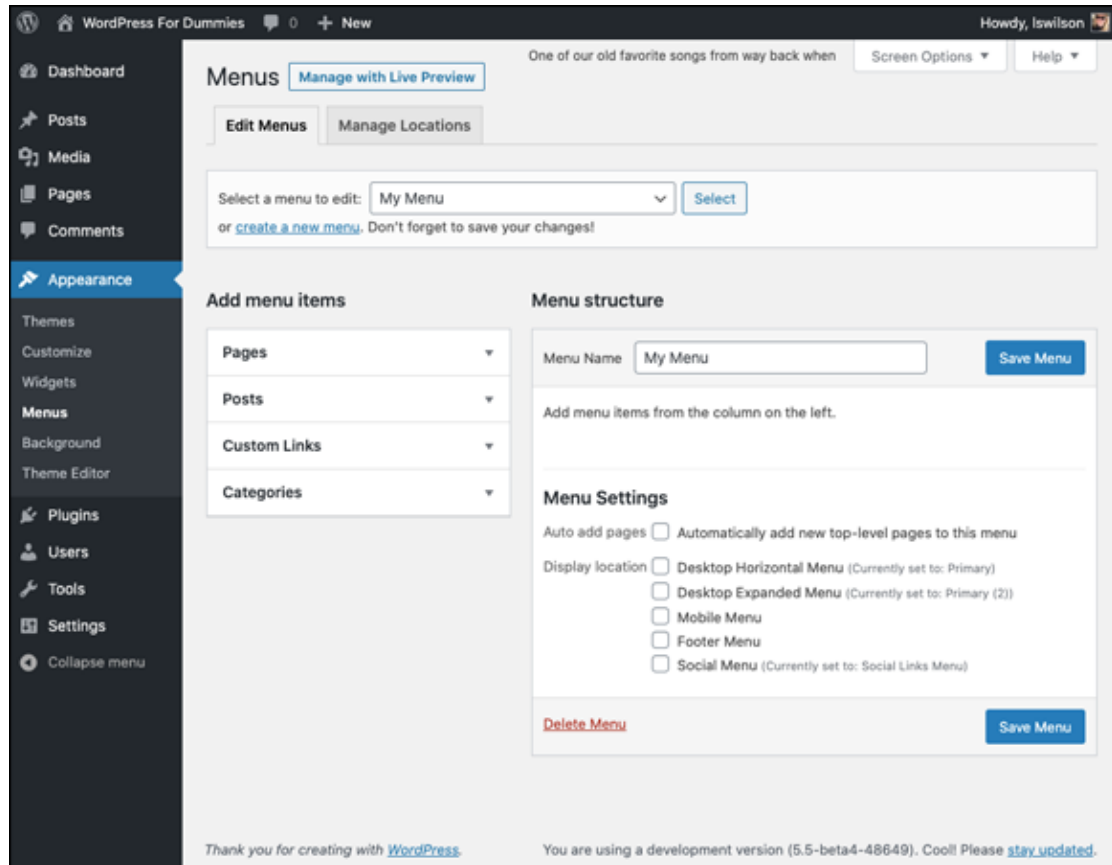 WordPress For Dummies 0 + New Howdy, lswilson
Dashboard
Posts
Media
Pages
Comments
Appearance
Themes
Customize
Widgets
Menus
Background
Theme Editor
Plugins
Users
Tools
Settings
Collapse menu
One of our old favorite songs from way back when
Screen Options
Help
Menus Manage with Live Preview
Edit Menus Manage Locations
Select a menu to edit: My Menu Select
or create a new menu. Don't forget to save your changes!
Add menu items
Pages
Posts
Custom Links
Categories
Menu structure
Menu Name My Menu Save Menu
Add menu items from the column on the left.
Menu Settings
Auto add pages Automatically add new top-level pages to this menu
Display location Desktop Horizontal Menu (Currently set to: Primary)
Desktop Expanded Menu (Currently set to: Primary (2))
Mobile Menu
Footer Menu
Social Menu (Currently set to: Social Links Menu)
Delete Menu Save Menu
Thank you for creating with WordPress.
You are using a development version (5.5-beta4-48649). Cool! Please stay updated.